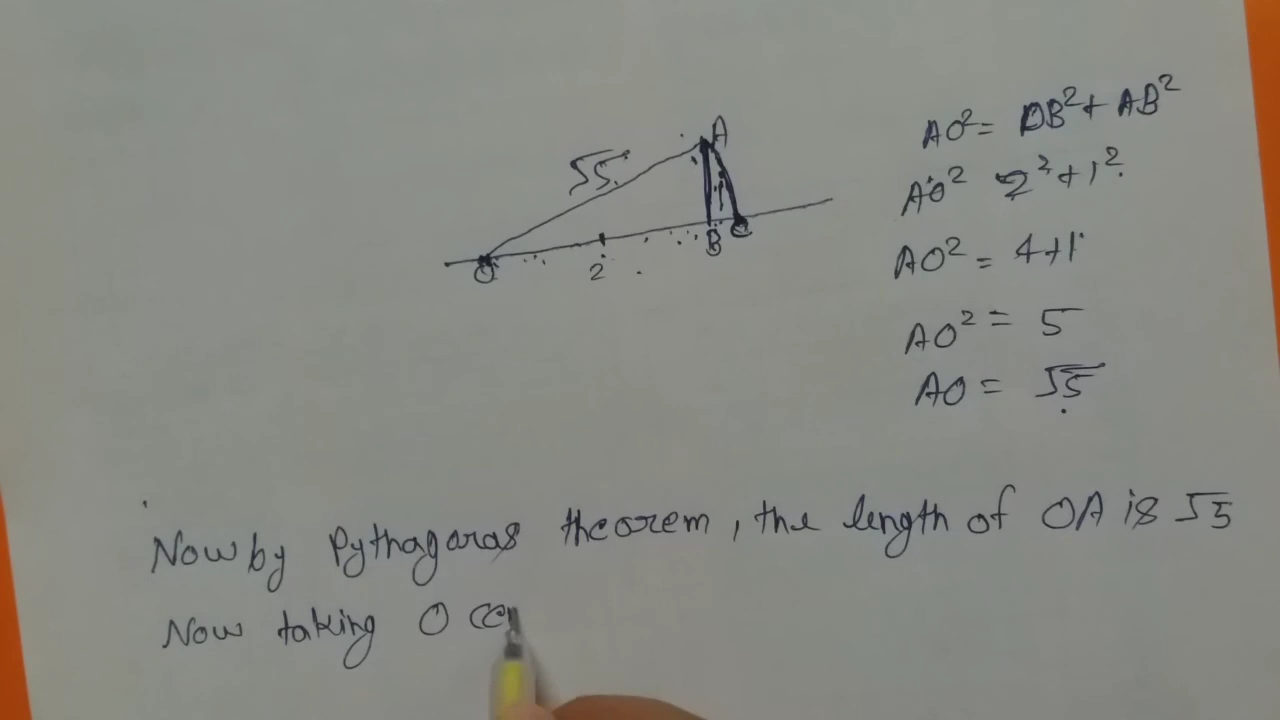 A
√5
O
2
B
C
AO² = OB² + AB²
AO² 2² + 1²
AO² = 4+1
AO² = 5
AO = √5
Now by Pythagoras theorem, the length of OA is √5
Now taking O cen